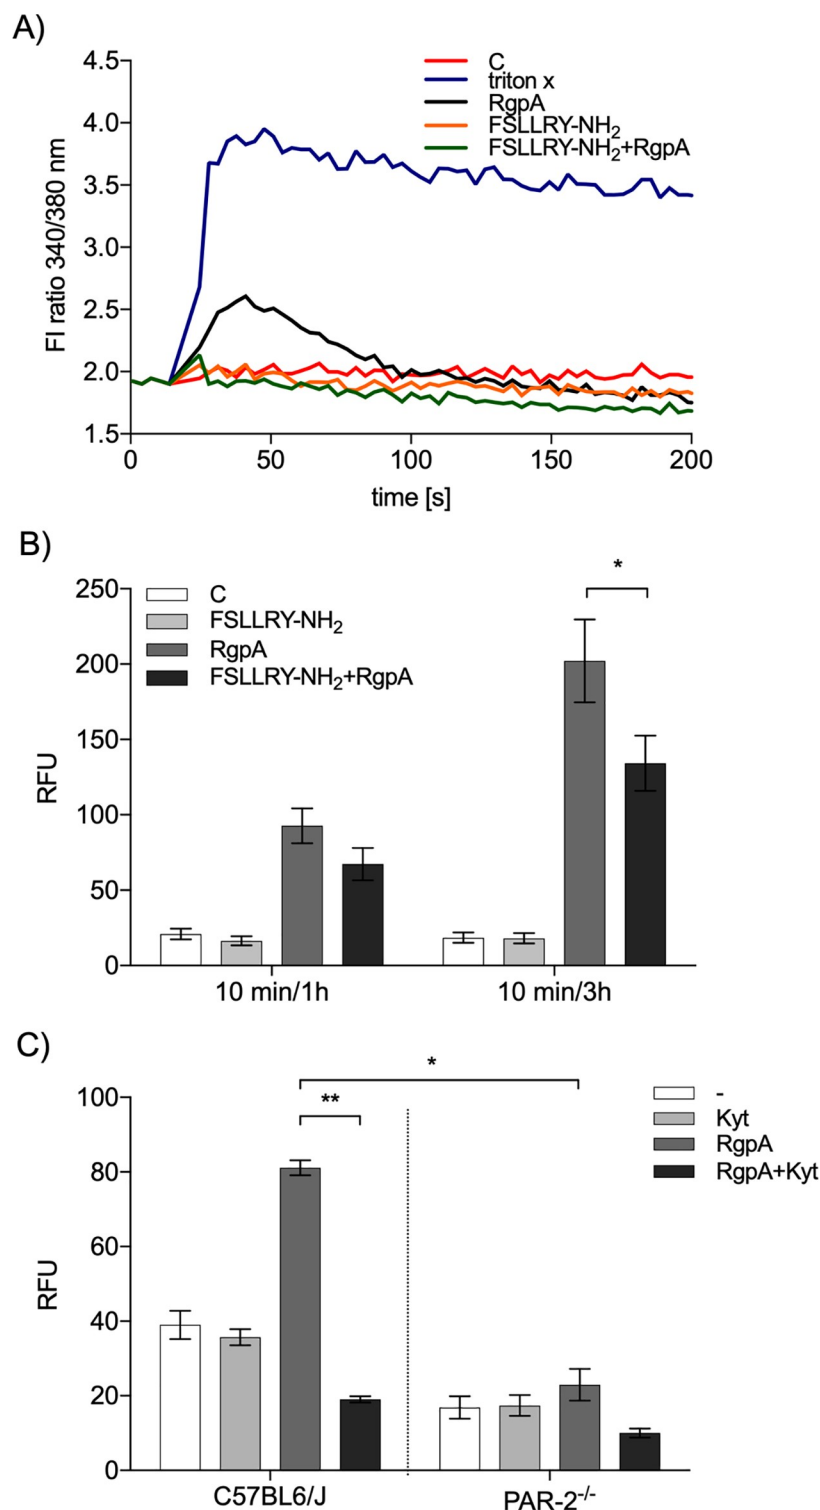 A)
4.5
4.0
3.5
3.0
2.5
2.0
1.5
FI ratio 340/380 nm
C
triton x
RgpA
FSLLRY-NH2
FSLLRY-NH2+RgpA
0 50 100 150 200
time [s]
B)
250
200
150
100
50
0
RFU
C
FSLLRY-NH2
RgpA
FSLLRY-NH2+RgpA
*
10 min/1h 10 min/3h
C)
100
80
60
40
20
0
RFU
*
**
-
Kyt
RgpA
RgpA+Kyt
C57BL6/J PAR-2-/-